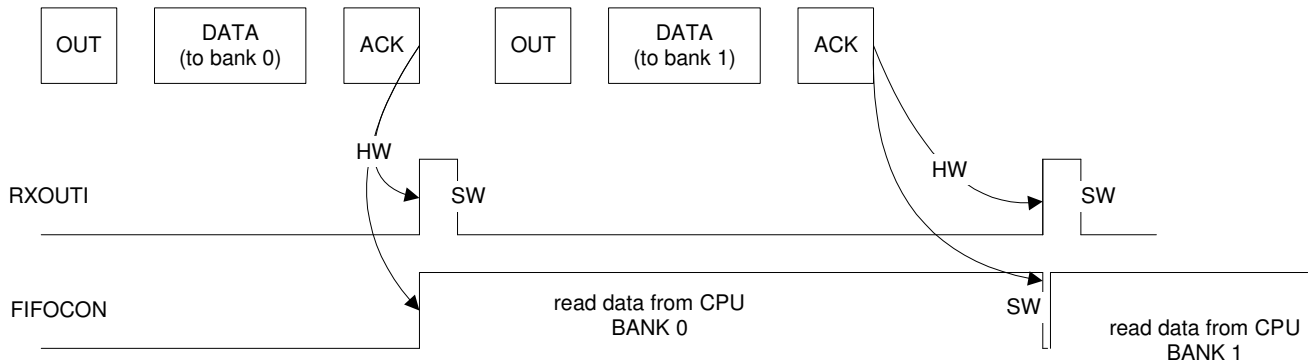 OUT
DATA
(to bank 0)
ACK
OUT
DATA
(to bank 1)
ACK
HW
HW
RXOUTI
SW
SW
FIFOCON
read data from CPU
BANK 0
SW
read data from CPU
BANK 1